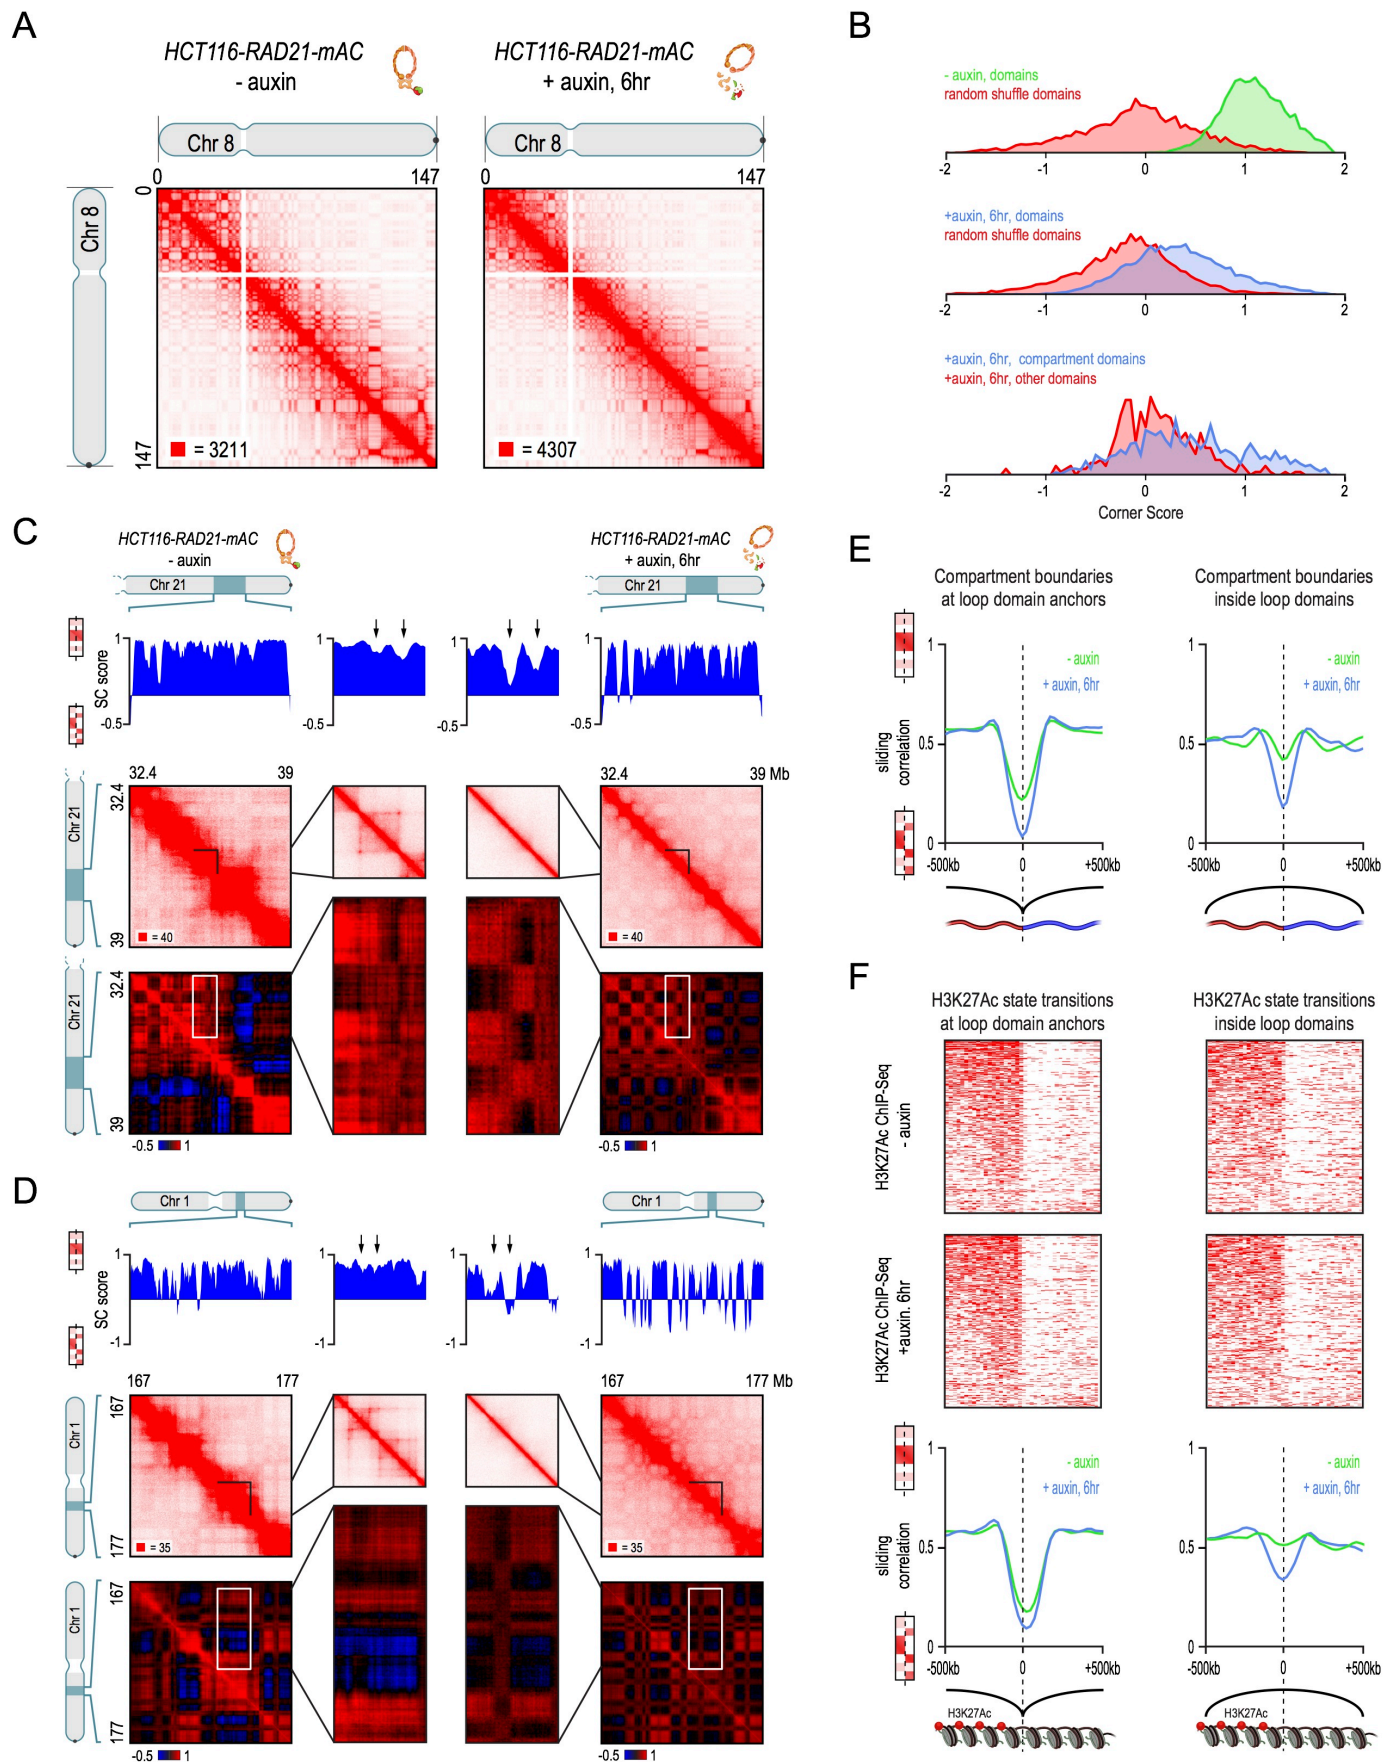 A
HCT116-RAD21-mAC
- auxin
HCT116-RAD21-mAC
+ auxin, 6hr
Chr 8
Chr 8
0
147
0
147
Chr 8
0
147
= 3211
= 4307
B
- auxin, domains
random shuffle domains
-2
-1
0
1
2
+auxin, 6hr, domains
random shuffle domains
-2
-1
0
1
2
+auxin, 6hr, compartment domains
+auxin, 6hr, other domains
-2
-1
0
1
2
Corner Score
C
HCT116-RAD21-mAC
- auxin
HCT116-RAD21-mAC
+ auxin, 6hr
Chr 21
Chr 21
SC score
1
-0.5
1
-0.5
1
-0.5
1
-0.5
32.4
39
32.4
39 Mb
Chr 21
32.4
39
= 40
= 40
Chr 21
32.4
39
-0.5
1
-0.5
1
D
Chr 1
Chr 1
SC score
1
-1
1
-1
1
-1
1
-1
167
177
167
177 Mb
Chr 1
167
177
= 35
= 35
Chr 1
167
177
-0.5
1
-0.5
1
E
Compartment boundaries
at loop domain anchors
Compartment boundaries
inside loop domains
sliding
correlation
1
0.5
0
- auxin
+ auxin, 6hr
-500kb
0
+500kb
1
0.5
0
- auxin
+ auxin, 6hr
-500kb
0
+500kb
F
H3K27Ac state transitions
at loop domain anchors
H3K27Ac state transitions
inside loop domains
H3K27Ac ChIP-Seq
- auxin
H3K27Ac ChIP-Seq
+auxin. 6hr
sliding
correlation
1
0.5
0
- auxin
+ auxin, 6hr
-500kb
0
+500kb
1
0.5
0
- auxin
+ auxin, 6hr
-500kb
0
+500kb
H3K27Ac
H3K27Ac